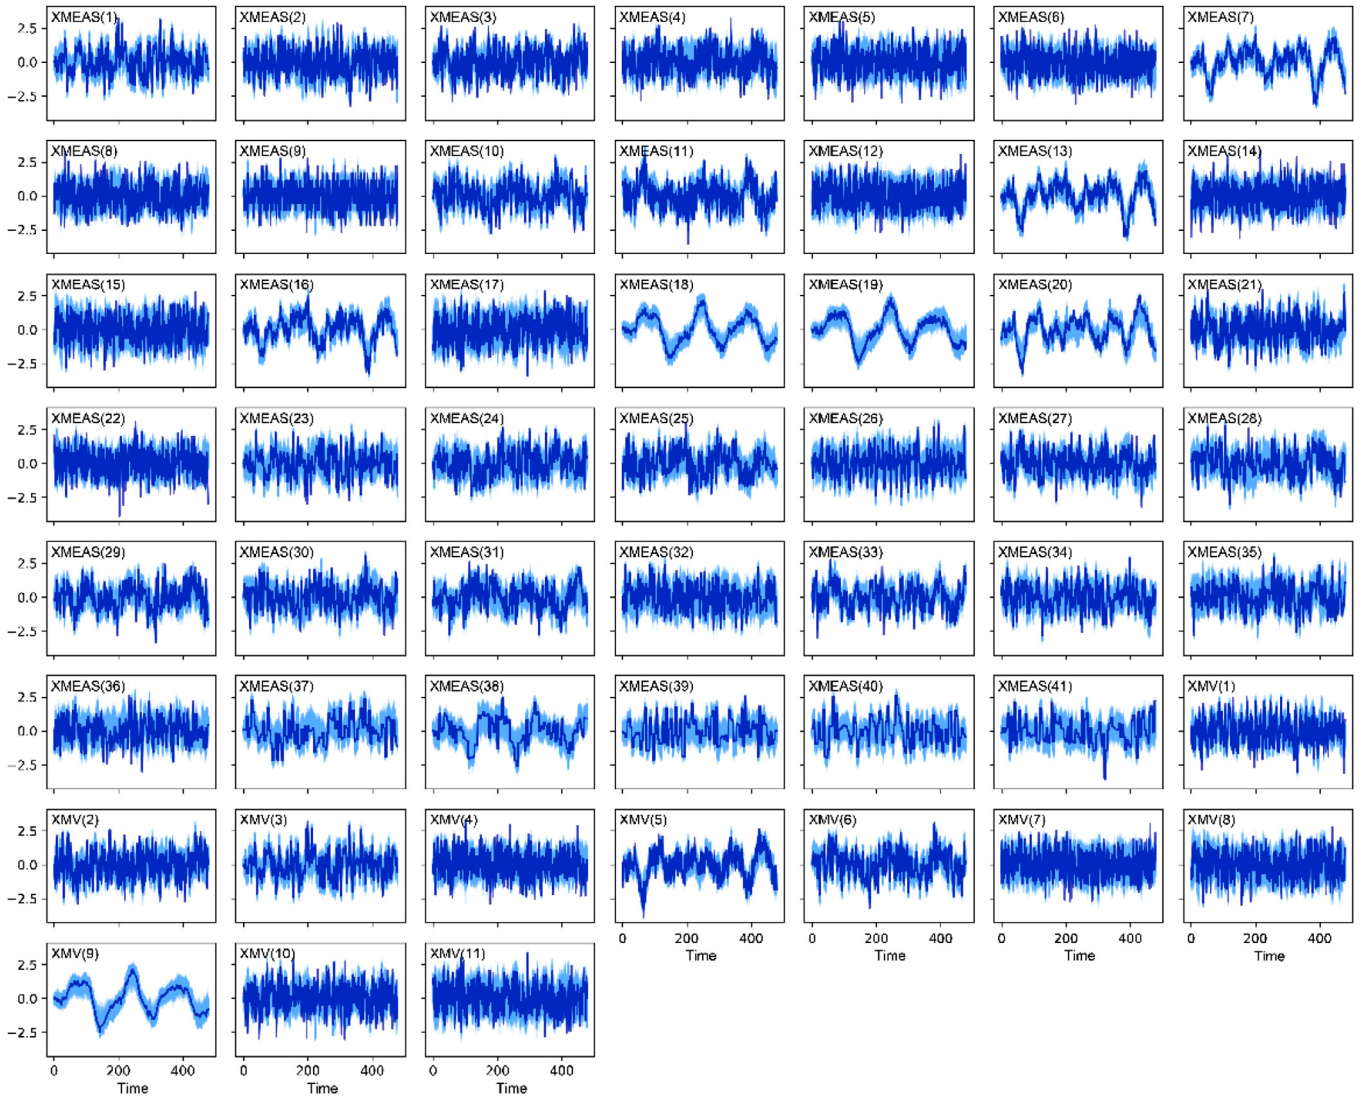 XMEAS(1) XMEAS(2) XMEAS(3) XMEAS(4) XMEAS(5) XMEAS(6) XMEAS(7)
2.5
0.0
−2.5
XMEAS(8) XMEAS(9) XMEAS(10) XMEAS(11) XMEAS(12) XMEAS(13) XMEAS(14)
2.5
0.0
−2.5
XMEAS(15) XMEAS(16) XMEAS(17) XMEAS(18) XMEAS(19) XMEAS(20) XMEAS(21)
2.5
0.0
−2.5
XMEAS(22) XMEAS(23) XMEAS(24) XMEAS(25) XMEAS(26) XMEAS(27) XMEAS(28)
2.5
0.0
−2.5
XMEAS(29) XMEAS(30) XMEAS(31) XMEAS(32) XMEAS(33) XMEAS(34) XMEAS(35)
2.5
0.0
−2.5
XMEAS(36) XMEAS(37) XMEAS(38) XMEAS(39) XMEAS(40) XMEAS(41) XMV(1)
2.5
0.0
−2.5
XMV(2) XMV(3) XMV(4) XMV(5) XMV(6) XMV(7) XMV(8)
2.5
0.0
−2.5
0 200 400 0 200 400 0 200 400 0 200 400
Time Time Time Time
XMV(9) XMV(10) XMV(11)
2.5
0.0
−2.5
0 200 400 0 200 400 0 200 400
Time Time Time